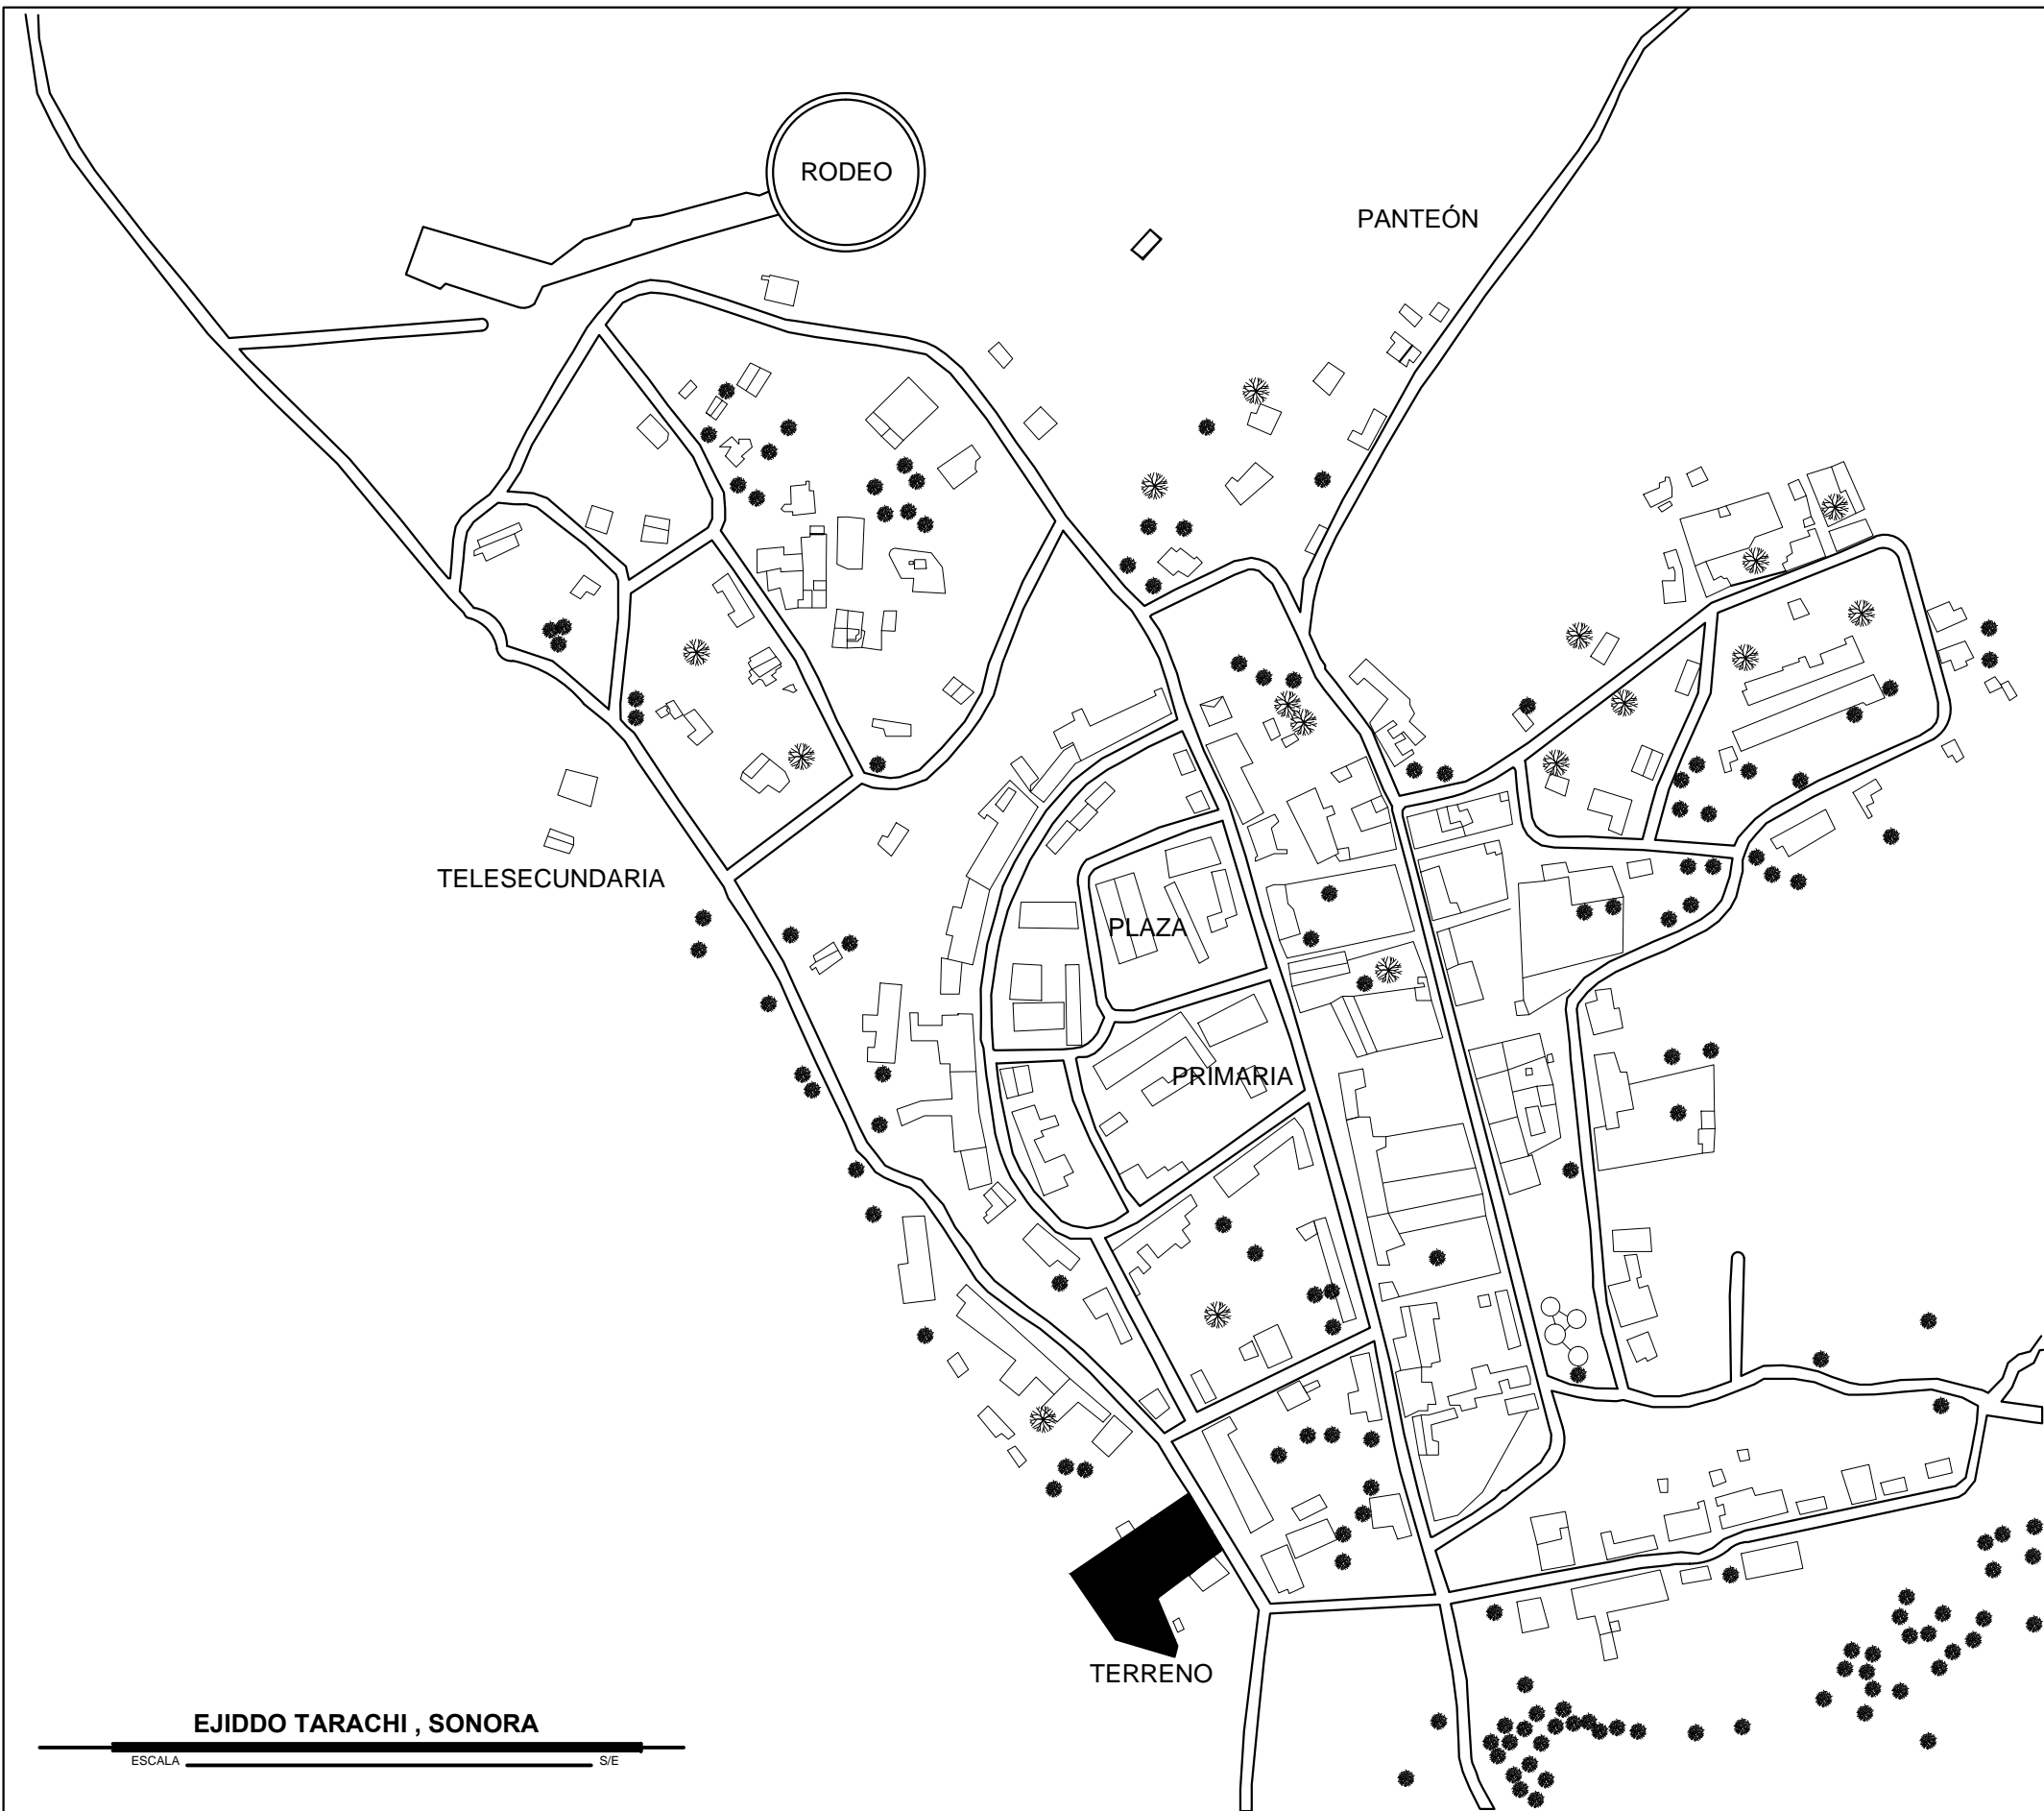 RODEO
PANTEÓN
TELESECUNDARIA
PLAZA
PRIMARIA
TERRENO
EJIDDO TARACHI , SONORA
ESCALA S/E